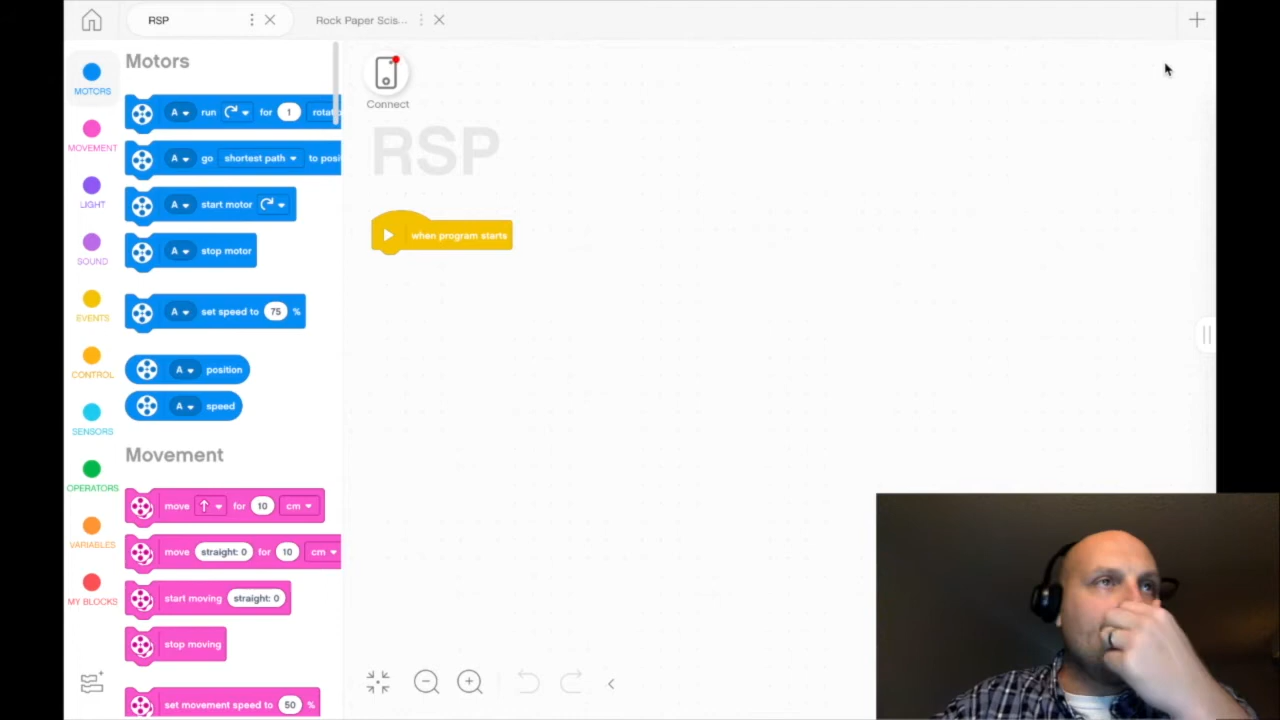 RSP
Rock Paper Scis...
Connect
RSP
when program starts
MOTORS
MOVEMENT
LIGHT
SOUND
EVENTS
CONTROL
SENSORS
OPERATORS
VARIABLES
MY BLOCKS
Motors
A run for 1 rotatio
A go shortest path to posi
A start motor
A stop motor
A set speed to 75 %
A position
A speed
Movement
move for 10 cm
move straight: 0 for 10 cm
start moving straight: 0
stop moving
set movement speed to 50 %